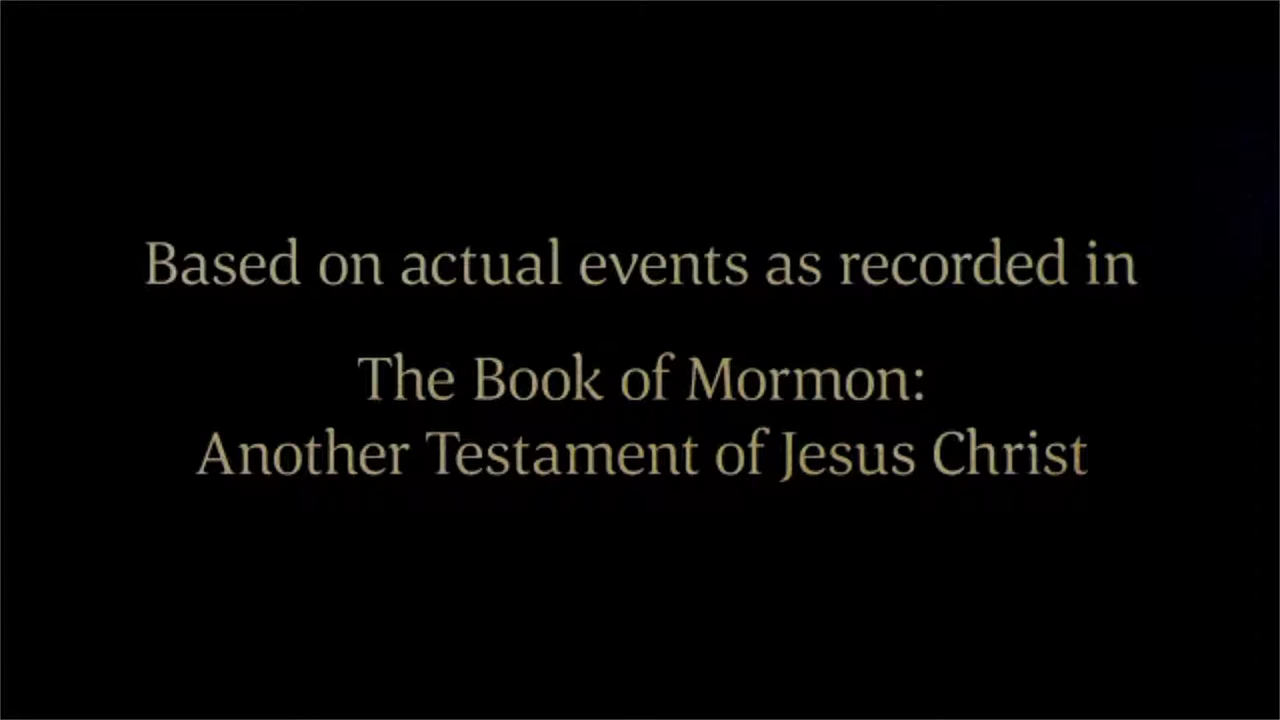 Based on actual events as recorded in
The Book of Mormon:
Another Testament of Jesus Christ